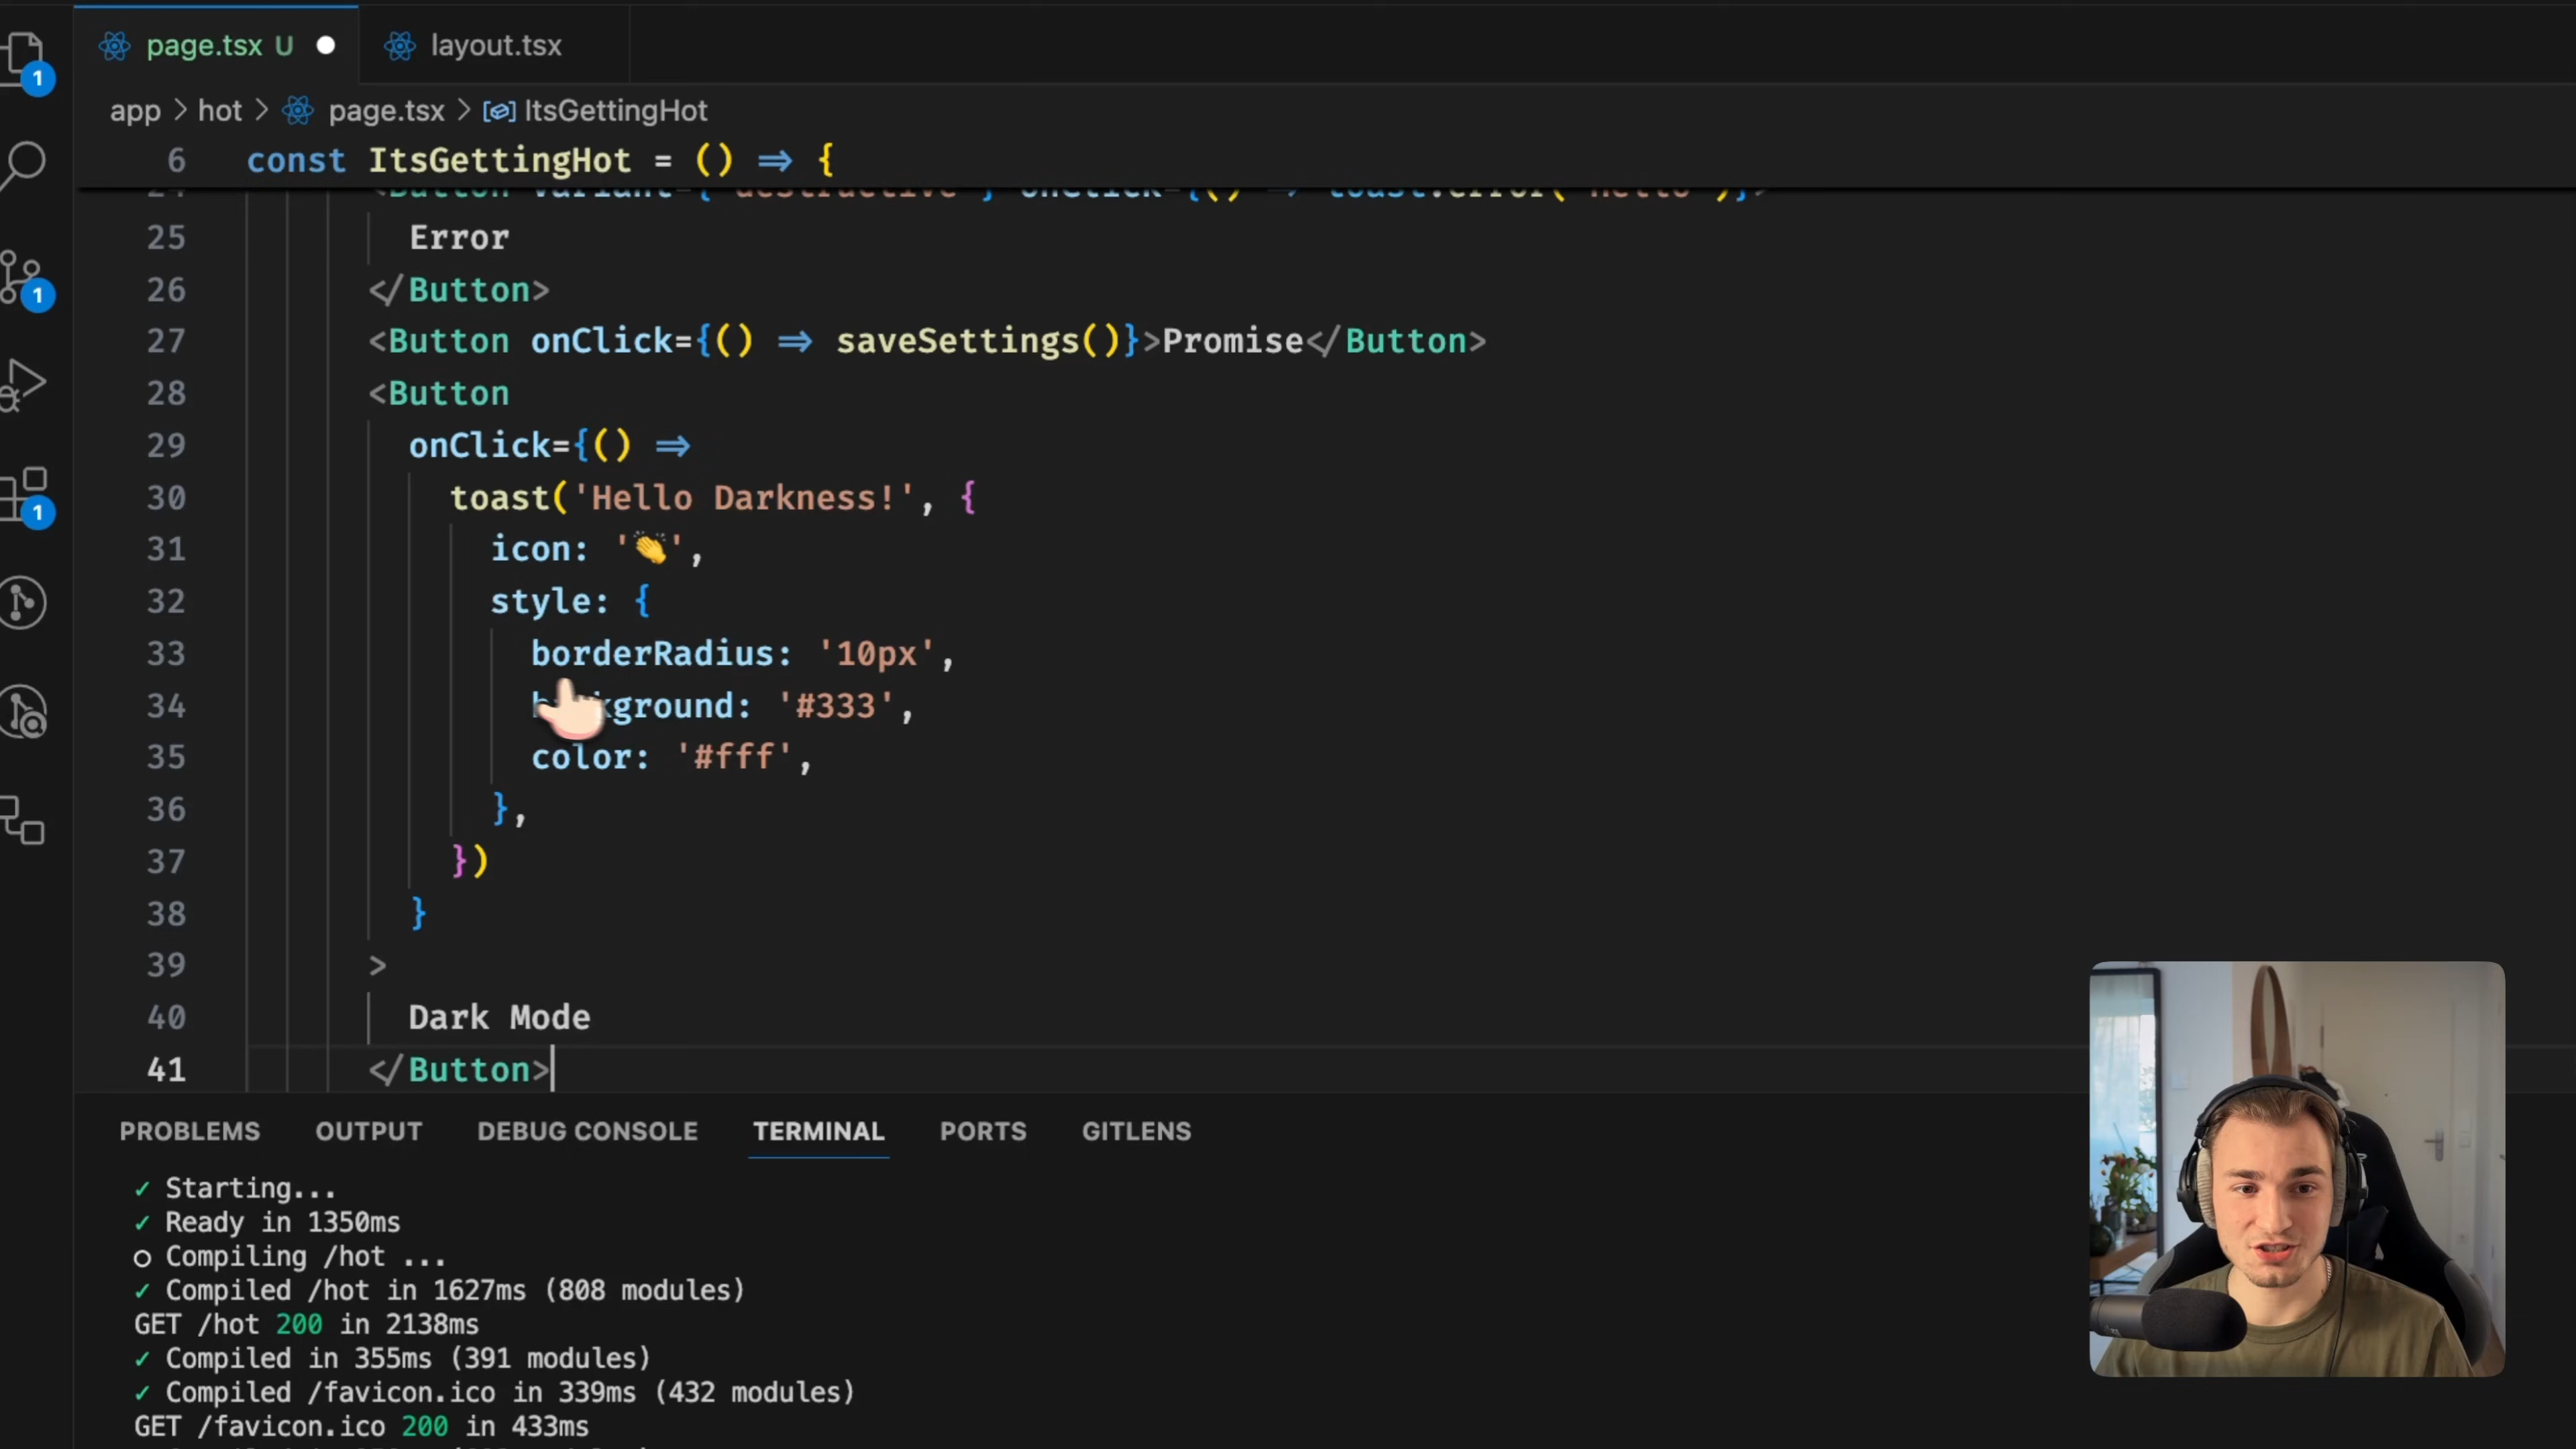 page.tsx U
layout.tsx
app > hot > page.tsx > ItsGettingHot
6 const ItsGettingHot = () => {
25 Error
26 </Button>
27 <Button onClick={() => saveSettings()}>Promise</Button>
28 <Button
29 onClick={() =>
30 toast('Hello Darkness!', {
31 icon: '👏',
32 style: {
33 borderRadius: '10px',
34 background: '#333',
35 color: '#fff',
36 },
37 })
38 }
39 >
40 Dark Mode
41 </Button>
1
1
1
PROBLEMS OUTPUT DEBUG CONSOLE TERMINAL PORTS GITLENS
✓ Starting...
✓ Ready in 1350ms
○ Compiling /hot ...
✓ Compiled /hot in 1627ms (808 modules)
GET /hot 200 in 2138ms
✓ Compiled in 355ms (391 modules)
✓ Compiled /favicon.ico in 339ms (432 modules)
GET /favicon.ico 200 in 433ms